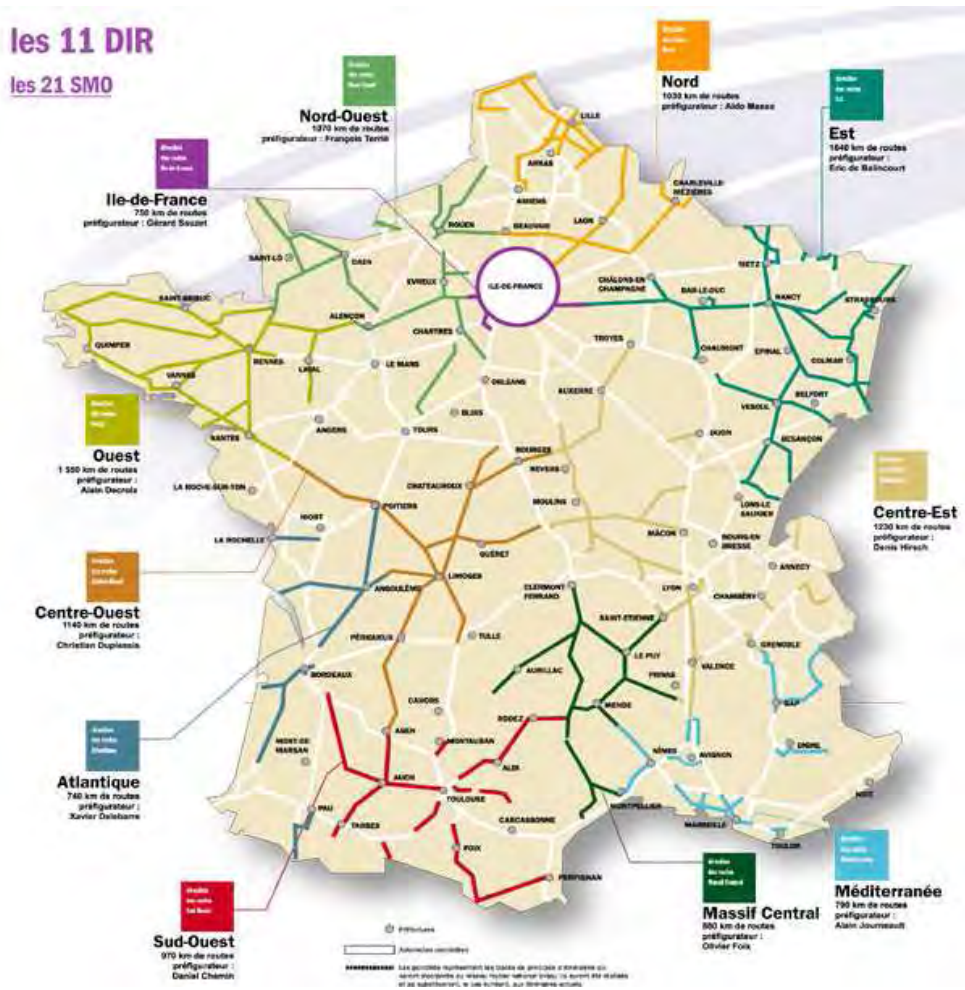 les 11 DIR
les 21 SMO
Nord-Ouest
1070 km de routes
préfigurateur : François Terrié
Nord
1030 km de routes
préfigurateur : Aldo Massa
Est
1640 km de routes
préfigurateur :
Eric de Balincourt
Ile-de-France
750 km de routes
préfigurateur : Gérard Sauzet
Ouest
1 550 km de routes
préfigurateur :
Alain Decroix
Centre-Est
1230 km de routes
préfigurateur :
Denis Hirsch
Centre-Ouest
1140 km de routes
préfigurateur :
Christian Duplessis
Atlantique
740 km de routes
préfigurateur :
Xavier Delebarre
Sud-Ouest
970 km de routes
préfigurateur :
Daniel Chemin
Massif Central
880 km de routes
préfigurateur :
Olivier Foix
Méditerranée
790 km de routes
préfigurateur :
Alain Journeault
LILLE
ARRAS
AMIENS
CHARLEVILLE-
MÉZIÈRES
LAON
ROUEN
BEAUVAIS
SAINT-LÔ
CAEN
EVREUX
ILE-DE-FRANCE
CHÂLONS-EN
CHAMPAGNE
METZ
BAR-LE-DUC
NANCY
STRASBOURG
SAINT-BRIEUC
ALENÇON
CHARTRES
TROYES
CHAUMONT
EPINAL
COLMAR
QUIMPER
RENNES
LAVAL
LE MANS
VANNES
ORLÉANS
AUXERRE
VESOUL
BELFORT
BLOIS
ANGERS
TOURS
NANTES
DIJON
BESANÇON
BOURGES
NEVERS
CHATEAUROUX
LA ROCHE-SUR-YON
POITIERS
MOULINS
LONS-LE
SAUNIER
NIORT
LA ROCHELLE
MÂCON
BOURG-EN
BRESSE
GUÉRET
ANNECY
ANGOULÊME
LIMOGES
CLERMONT
FERRAND
LYON
CHAMBÉRY
SAINT-ETIENNE
PÉRIGUEUX
TULLE
GRENOBLE
LE PUY
VALENCE
BORDEAUX
AURILLAC
PRIVAS
CAHORS
MENDE
GAP
RODEZ
AGEN
MONTAUBAN
MONT-DE-
MARSAN
ALBI
NÎMES
AVIGNON
DIGNE
AUCH
TOULOUSE
NICE
MONTPELLIER
PAU
TARBES
CARCASSONNE
MARSEILLE
TOULON
FOIX
PERPIGNAN
Préfectures
Autoroutes concédées